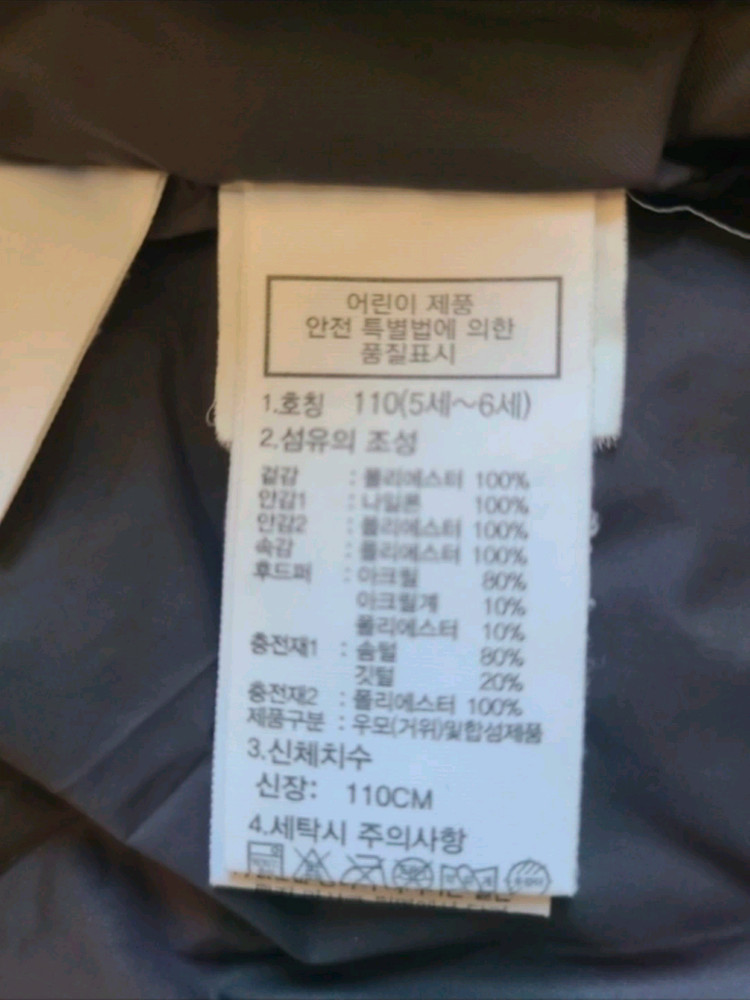 어린이 제품
안전 특별법에 의한
품질표시
1.호칭 110(5세~6세)
2.섬유의 조성
겉감 : 폴리에스터 100%
안감1 : 나일론 100%
안감2 : 폴리에스터 100%
속감 : 폴리에스터 100%
후드퍼 : 아크릴 80%
아크릴계 10%
폴리에스터 10%
충전재1 : 솜털 80%
깃털 20%
충전재2 : 폴리에스터 100%
제품구분 : 우모(거위)및합성제품
3.신체치수
신장: 110CM
4.세탁시 주의사항